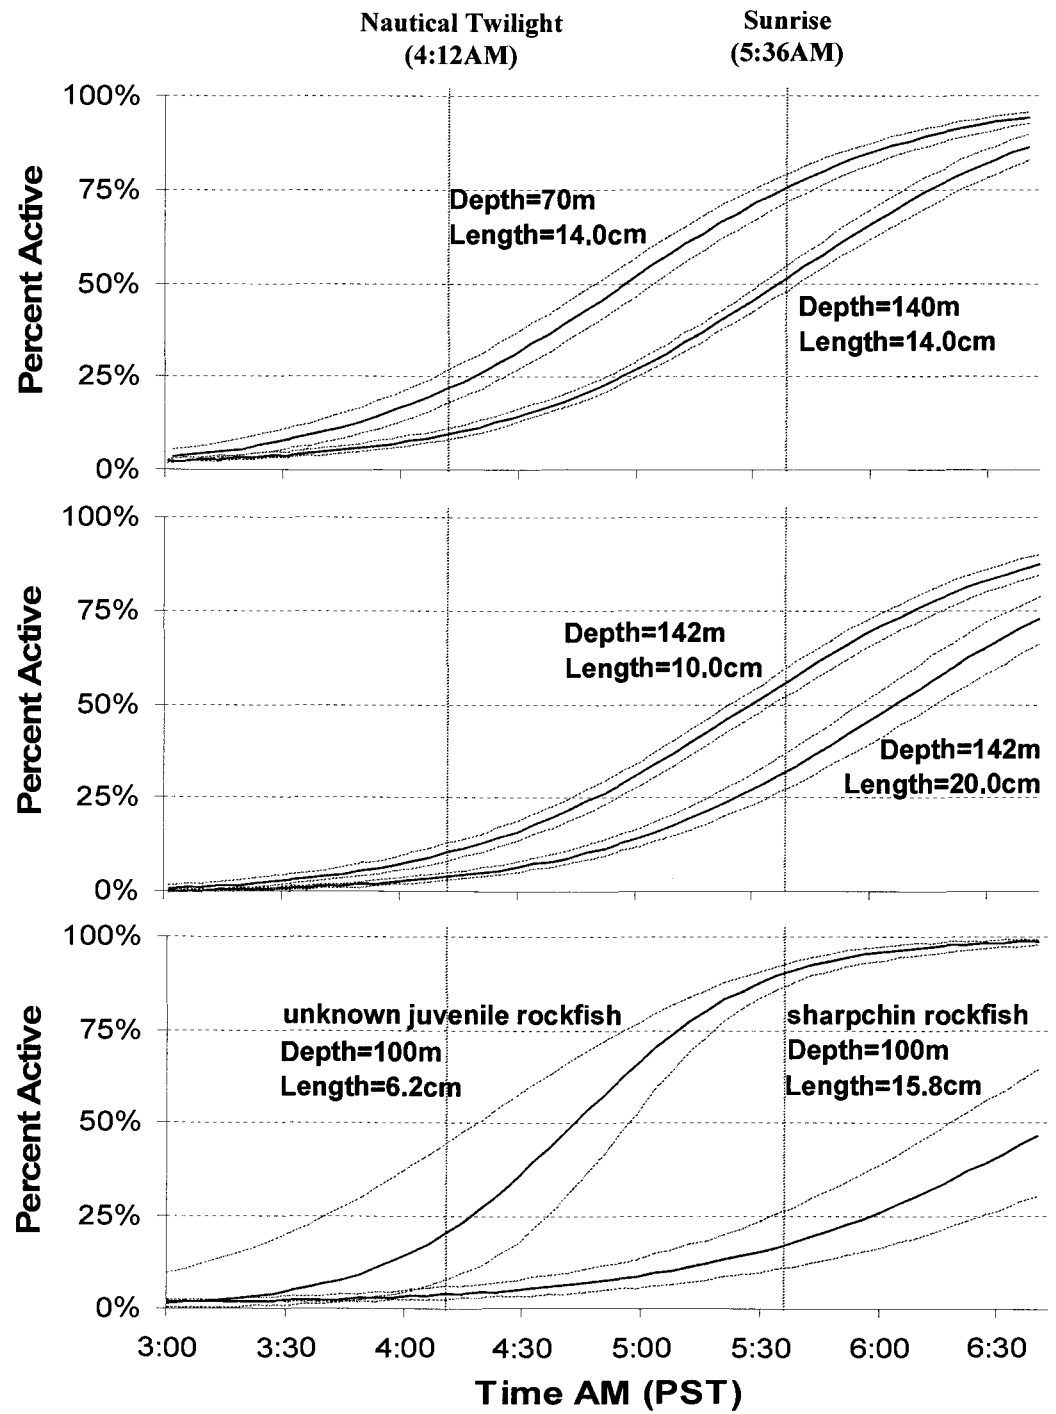 Nautical Twilight
(4:12AM)
Sunrise
(5:36AM)
Percent Active
100%
75%
50%
25%
0%
Depth=70m
Length=14.0cm
Depth=140m
Length=14.0cm
Percent Active
100%
75%
50%
25%
0%
Depth=142m
Length=10.0cm
Depth=142m
Length=20.0cm
Percent Active
100%
75%
50%
25%
0%
unknown juvenile rockfish
Depth=100m
Length=6.2cm
sharpchin rockfish
Depth=100m
Length=15.8cm
3:00 3:30 4:00 4:30 5:00 5:30 6:00 6:30
Time AM (PST)